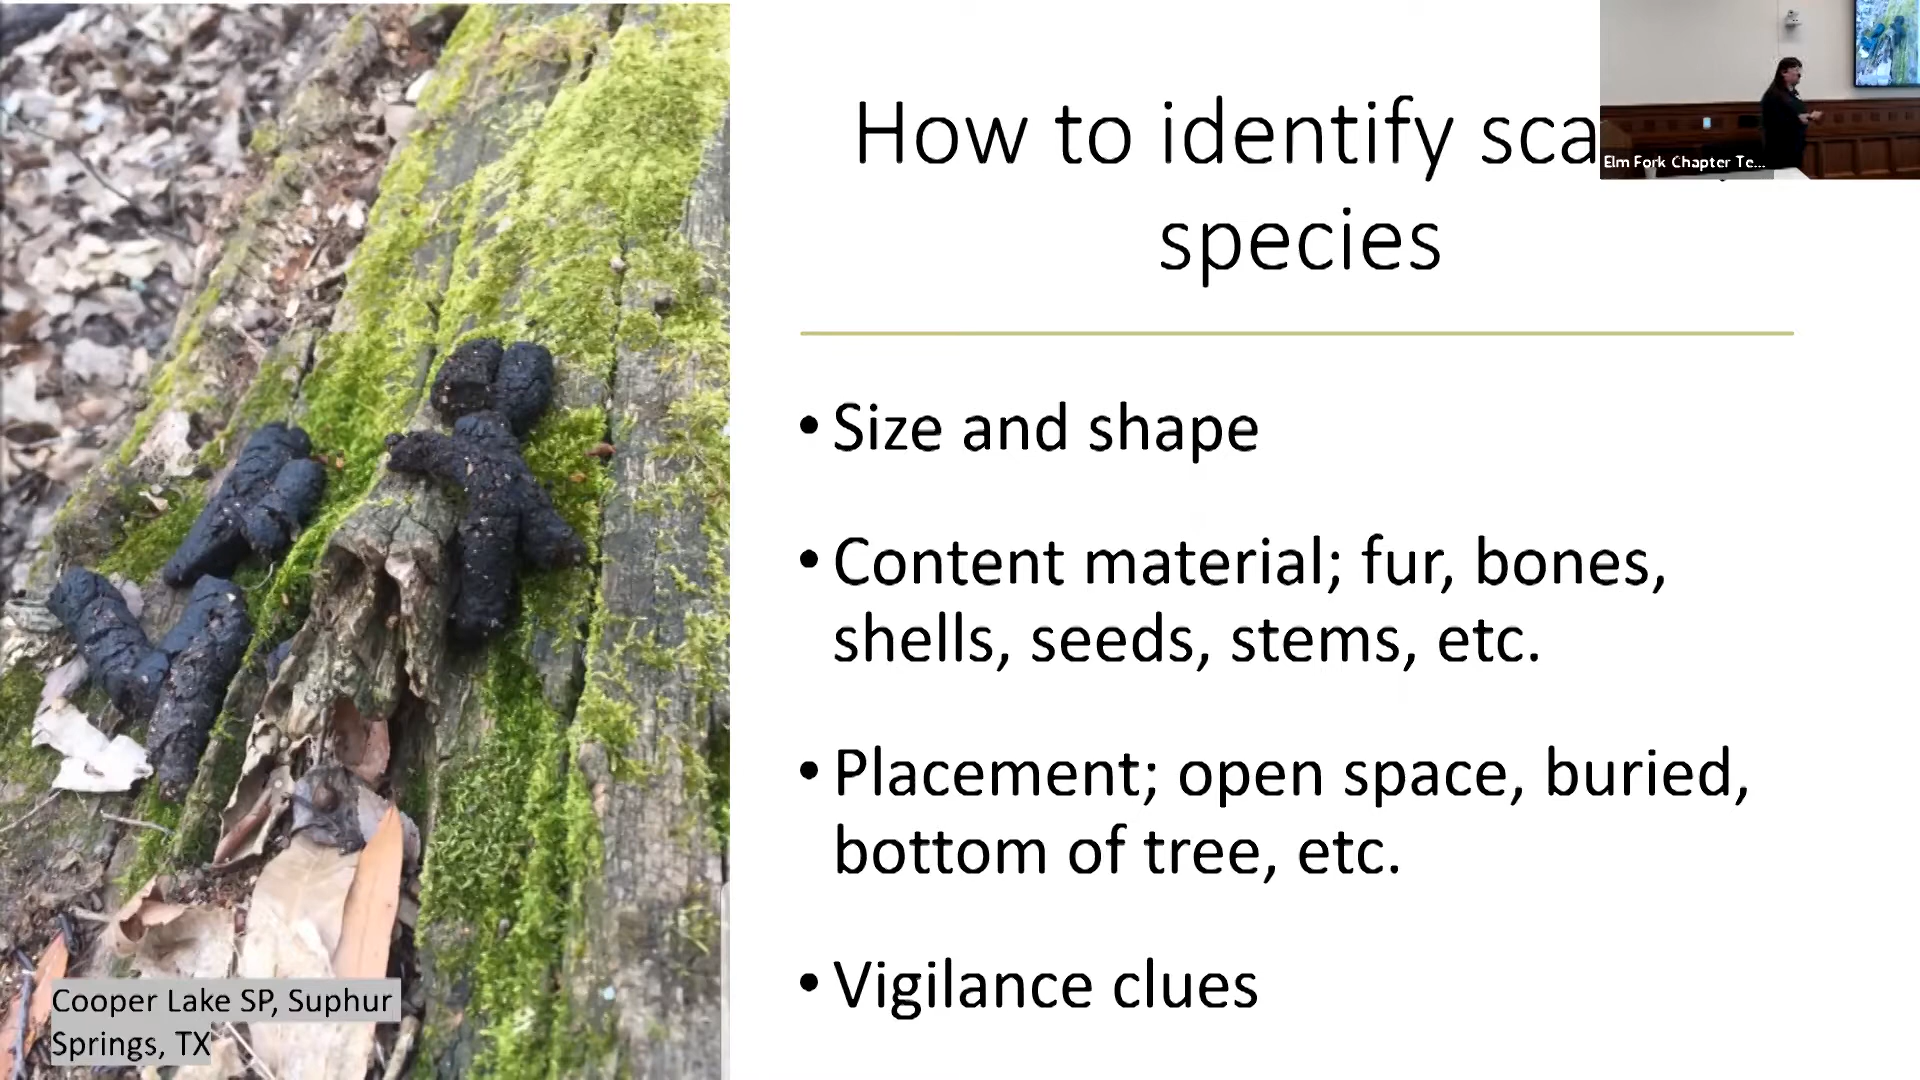 How to identify sca
species
• Size and shape
• Content material; fur, bones,
shells, seeds, stems, etc.
• Placement; open space, buried,
bottom of tree, etc.
• Vigilance clues
Cooper Lake SP, Suphur
Springs, TX
Elm Fork Chapter Te...